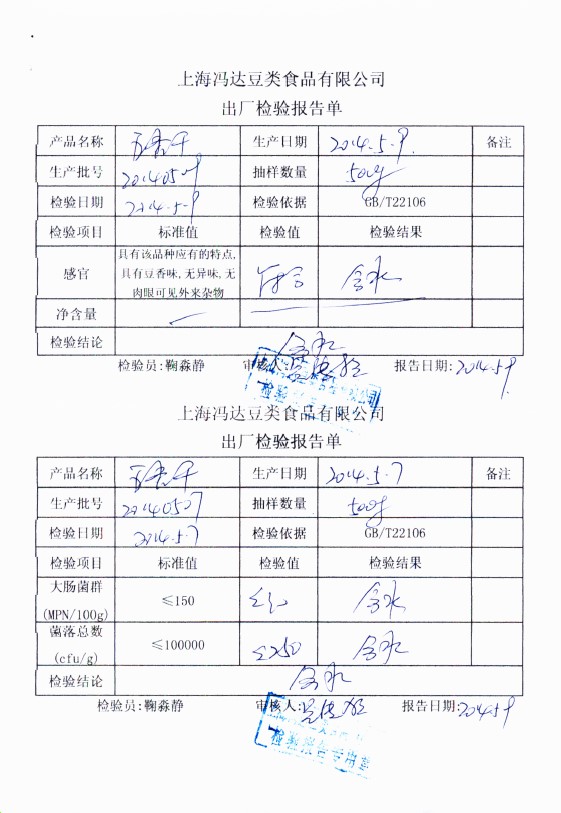 上海冯达豆类食品有限公司
出厂检验报告单
产品名称 五香干 生产日期 2014.5.9. 备注
生产批号 20140509 抽样数量 500g
检验日期 2014.5.9 检验依据 GB/T22106
检验项目 标准值 检验值 检验结果
感官 具有该品种应有的特点, 符合 合格
具有豆香味,无异味,无
肉眼可见外来杂物
净含量
检验结论 合格
检验员:鞠淼静 审核人: 报告日期:2014.5.9
上海冯达豆类食品有限公司
出厂检验报告单
产品名称 五香干 生产日期 2014.5.7 备注
生产批号 20140507 抽样数量 500g
检验日期 2014.5.7 检验依据 GB/T22106
检验项目 标准值 检验值 检验结果
大肠菌群 ≤150 合格
(MPN/100g)
菌落总数 ≤100000 ≤250 合格
(cfu/g)
检验结论 合格
检验员:鞠淼静 审核人: 报告日期:2014.5.9
检验报告专用章